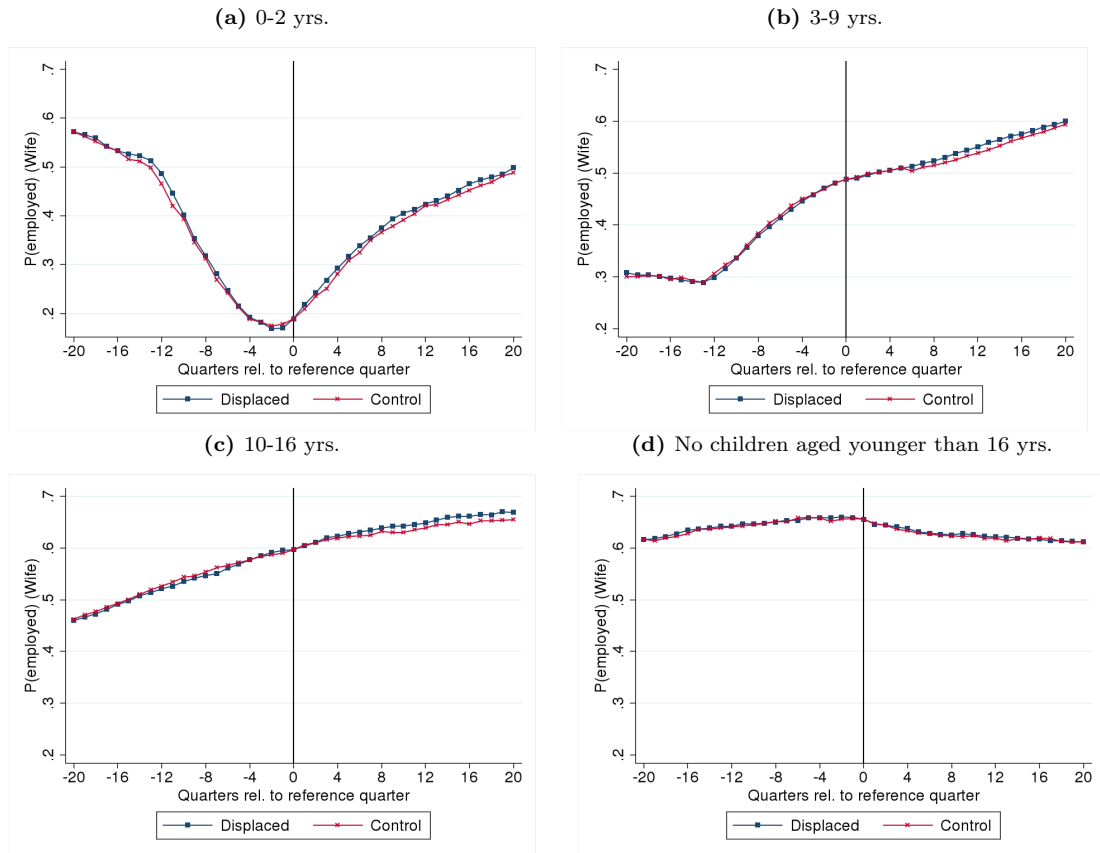 (a) 0-2 yrs.
P(employed) (Wife)
.7
.6
.5
.4
.3
.2
-20 -16 -12 -8 -4 0 4 8 12 16 20
Quarters rel. to reference quarter
Displaced Control
(b) 3-9 yrs.
P(employed) (Wife)
.7
.6
.5
.4
.3
.2
-20 -16 -12 -8 -4 0 4 8 12 16 20
Quarters rel. to reference quarter
Displaced Control
(c) 10-16 yrs.
P(employed) (Wife)
.7
.6
.5
.4
.3
.2
-20 -16 -12 -8 -4 0 4 8 12 16 20
Quarters rel. to reference quarter
Displaced Control
(d) No children aged younger than 16 yrs.
P(employed) (Wife)
.7
.6
.5
.4
.3
.2
-20 -16 -12 -8 -4 0 4 8 12 16 20
Quarters rel. to reference quarter
Displaced Control